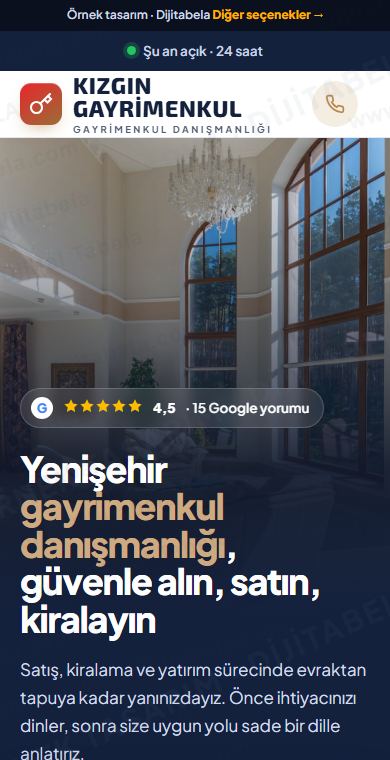 Örnek tasarım · Dijitabela Diğer seçenekler →
Şu an açık · 24 saat
KIZGIN
GAYRİMENKUL
GAYRİMENKUL DANIŞMANLIĞI
G ★★★★★ 4,5 · 15 Google yorumu
Yenişehir
gayrimenkul
danışmanlığı,
güvenle alın, satın,
kiralayın
Satış, kiralama ve yatırım sürecinde evraktan
tapuya kadar yanınızdayız. Önce ihtiyacınızı
dinler, sonra size uygun yolu sade bir dille
anlatırız.